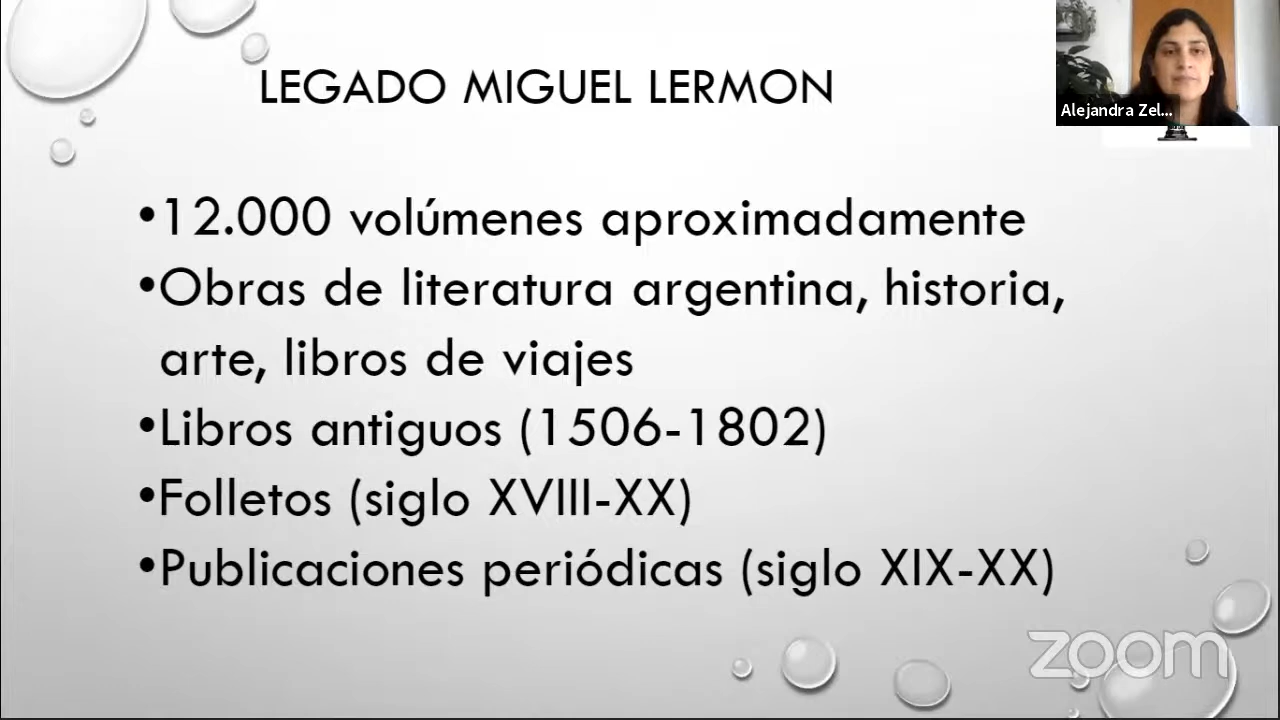 LEGADO MIGUEL LERMON
Alejandra Zel...
•12.000 volúmenes aproximadamente
•Obras de literatura argentina, historia,
arte, libros de viajes
•Libros antiguos (1506-1802)
•Folletos (siglo XVIII-XX)
•Publicaciones periódicas (siglo XIX-XX)
zoom